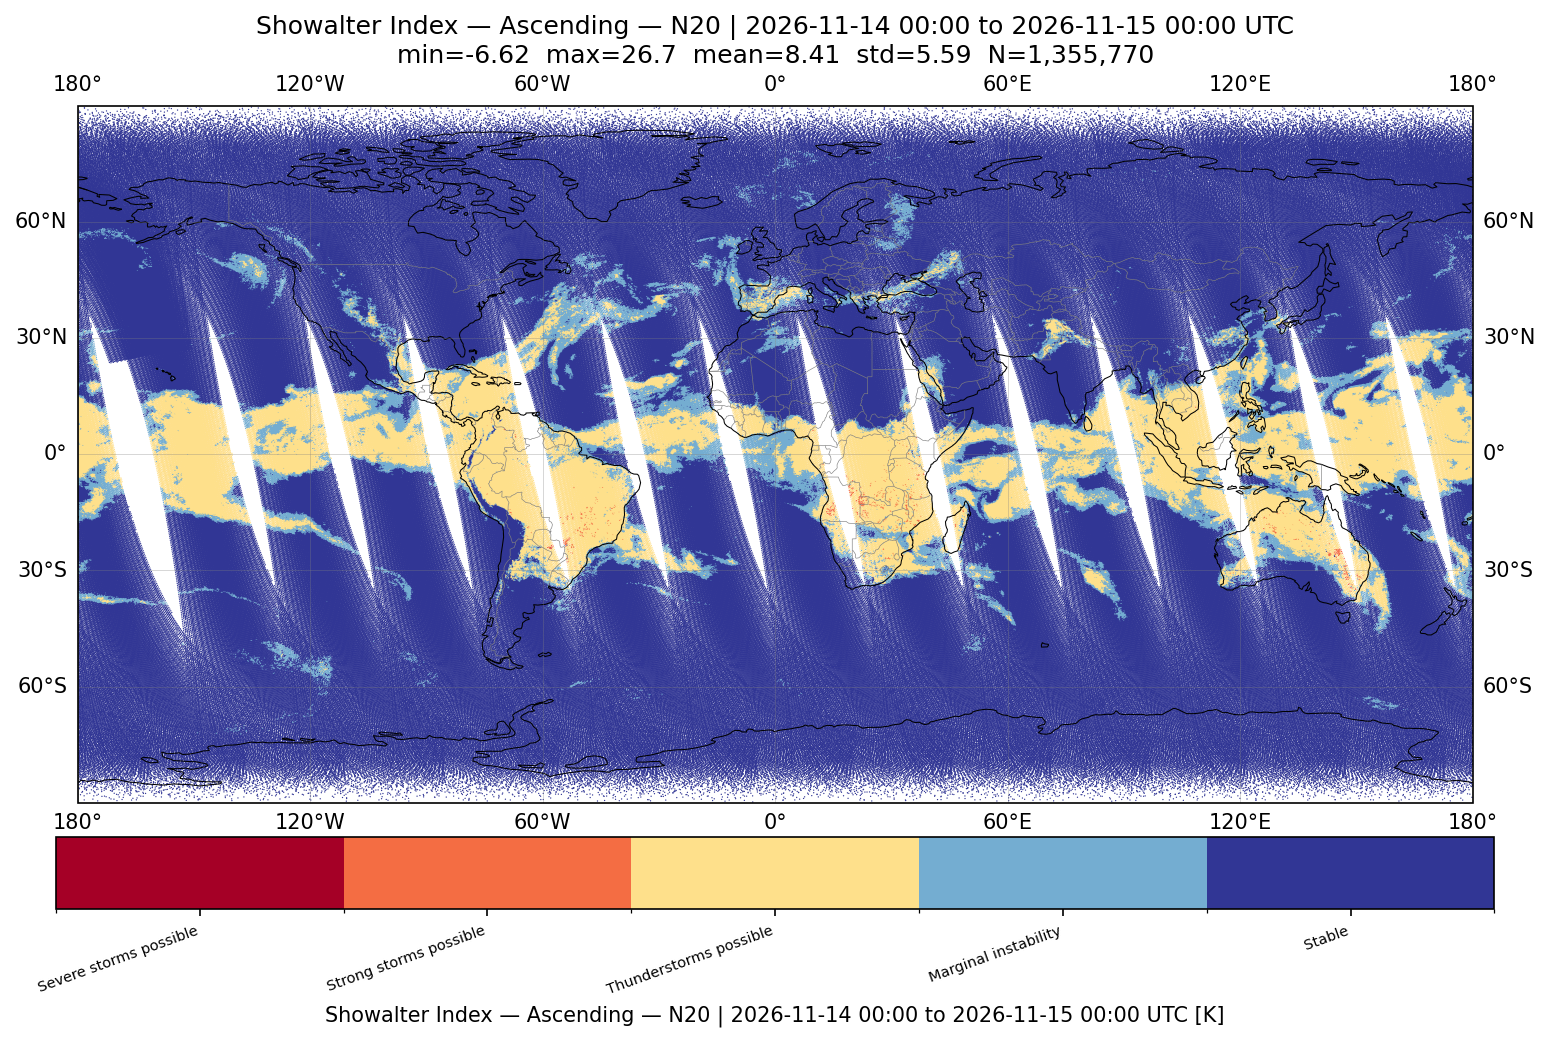 Showalter Index — Ascending — N20 | 2026-11-14 00:00 to 2026-11-15 00:00 UTC
min=-6.62 max=26.7 mean=8.41 std=5.59 N=1,355,770
180° 120°W 60°W 0° 60°E 120°E 180°
60°N 60°N
30°N 30°N
0° 0°
30°S 30°S
60°S 60°S
180° 120°W 60°W 0° 60°E 120°E 180°
Severe storms possible Strong storms possible Thunderstorms possible Marginal instability Stable
Showalter Index — Ascending — N20 | 2026-11-14 00:00 to 2026-11-15 00:00 UTC [K]